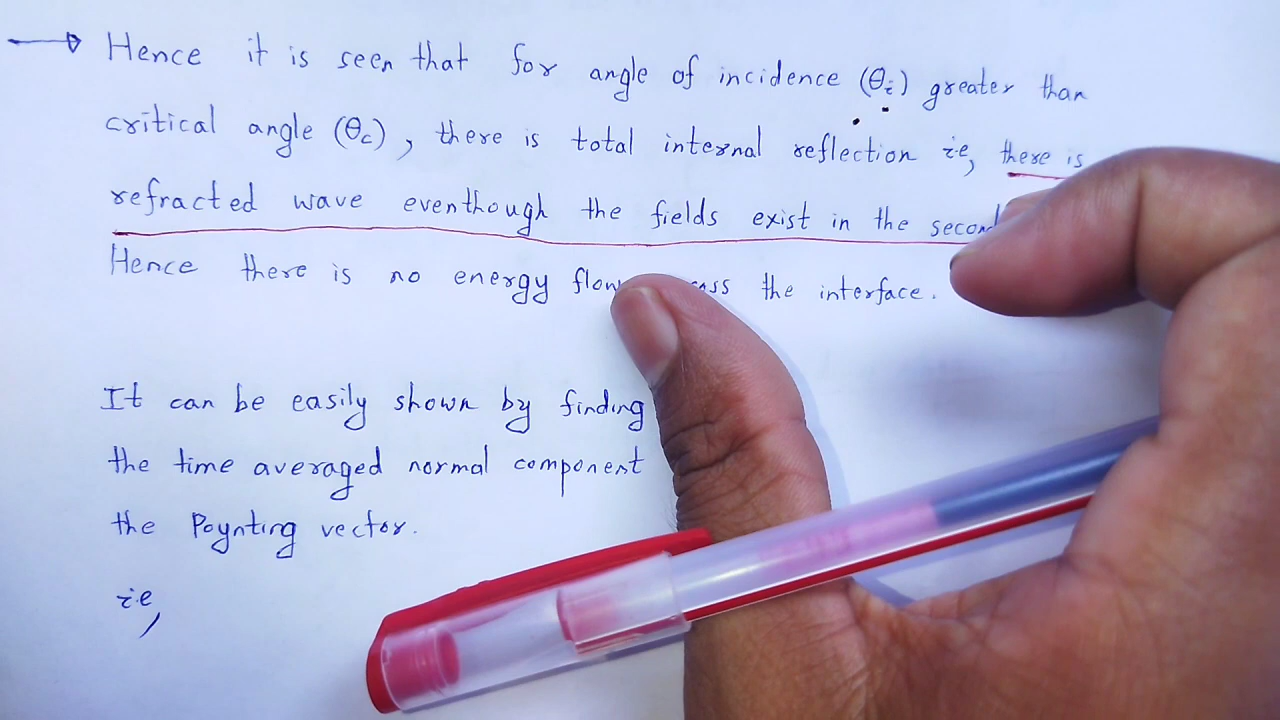 Hence it is seen that for angle of incidence (θi) greater than
critical angle (θc), there is total internal reflection i.e, there is
refracted wave eventhough the fields exist in the second
Hence there is no energy flow the interface.
It can be easily shown by finding
the time averaged normal component
the Poynting vector.
i.e,